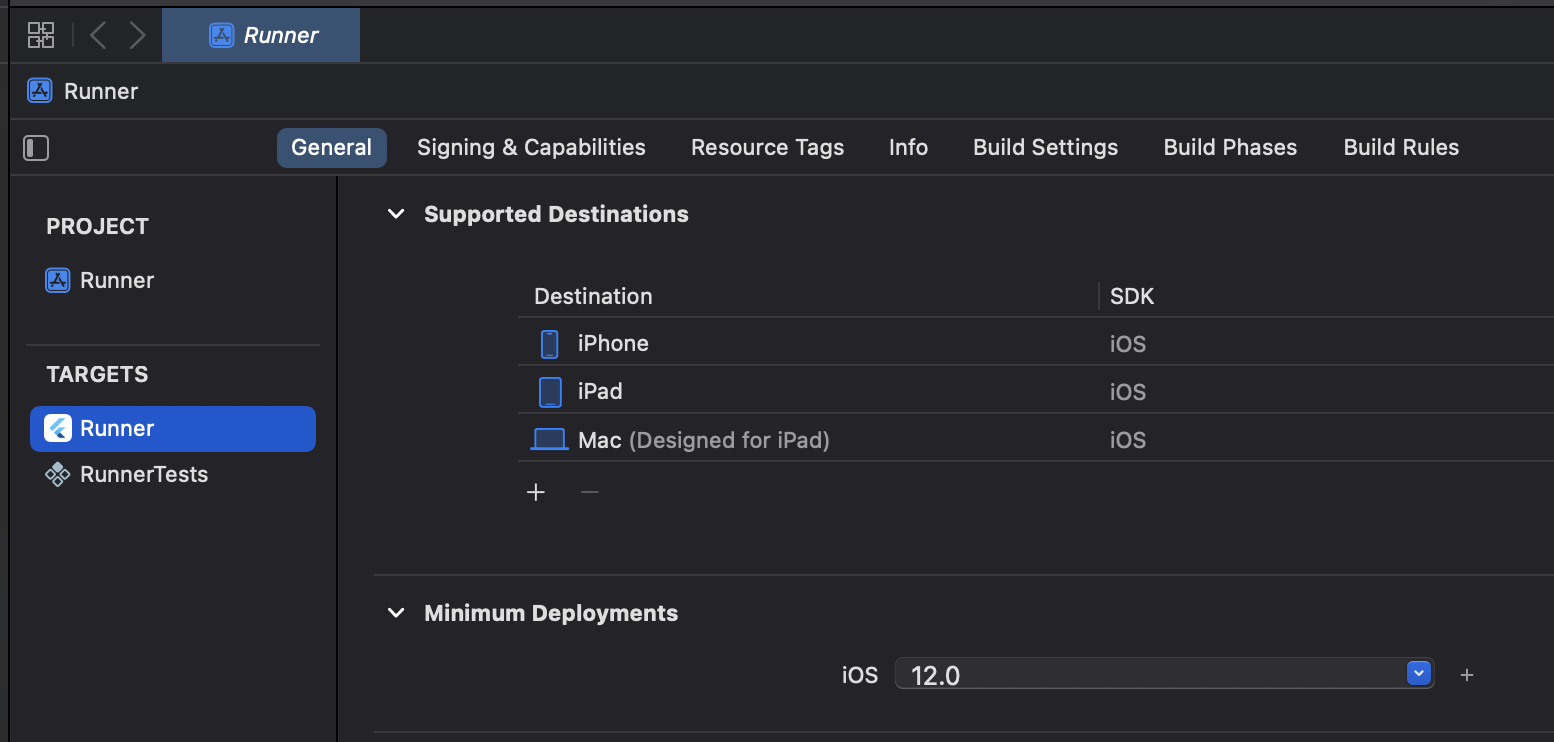 Runner
Runner
General Signing & Capabilities Resource Tags Info Build Settings Build Phases Build Rules
PROJECT
Runner
TARGETS
Runner
RunnerTests
Supported Destinations
Destination SDK
iPhone iOS
iPad iOS
Mac (Designed for iPad) iOS
Minimum Deployments
iOS 12.0